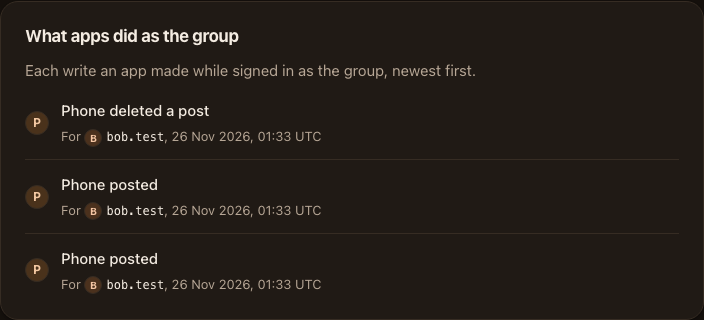 What apps did as the group
Each write an app made while signed in as the group, newest first.
P
Phone deleted a post
For B bob.test, 26 Nov 2026, 01:33 UTC
P
Phone posted
For B bob.test, 26 Nov 2026, 01:33 UTC
P
Phone posted
For B bob.test, 26 Nov 2026, 01:33 UTC